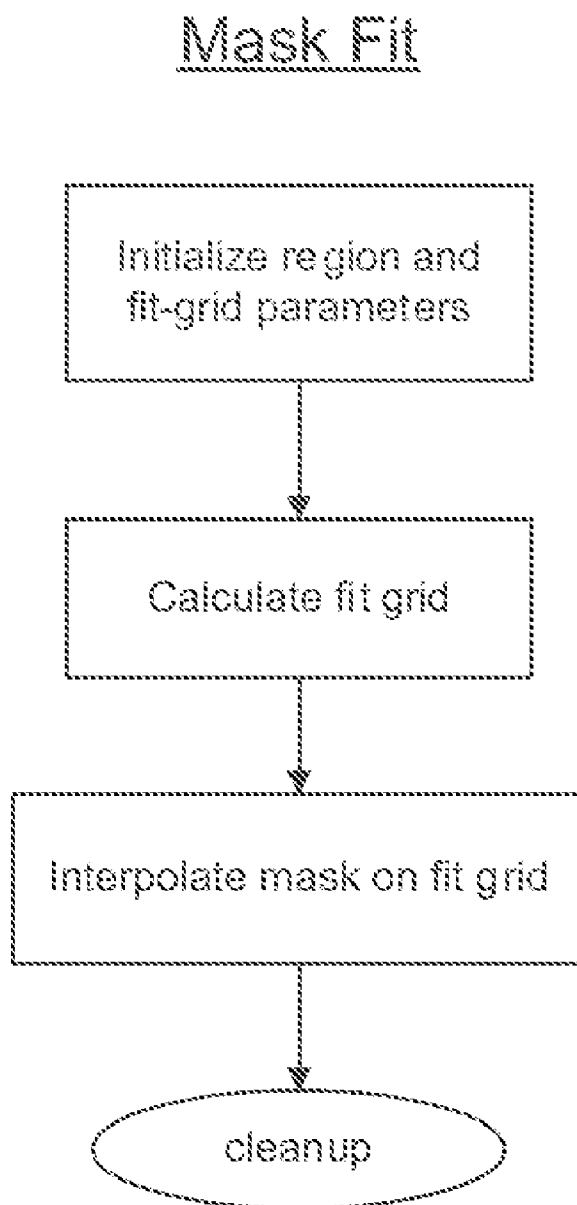 Mask Fit
Initialize region and
fit-grid parameters
Calculate fit grid
Interpolate mask on fit grid
cleanup